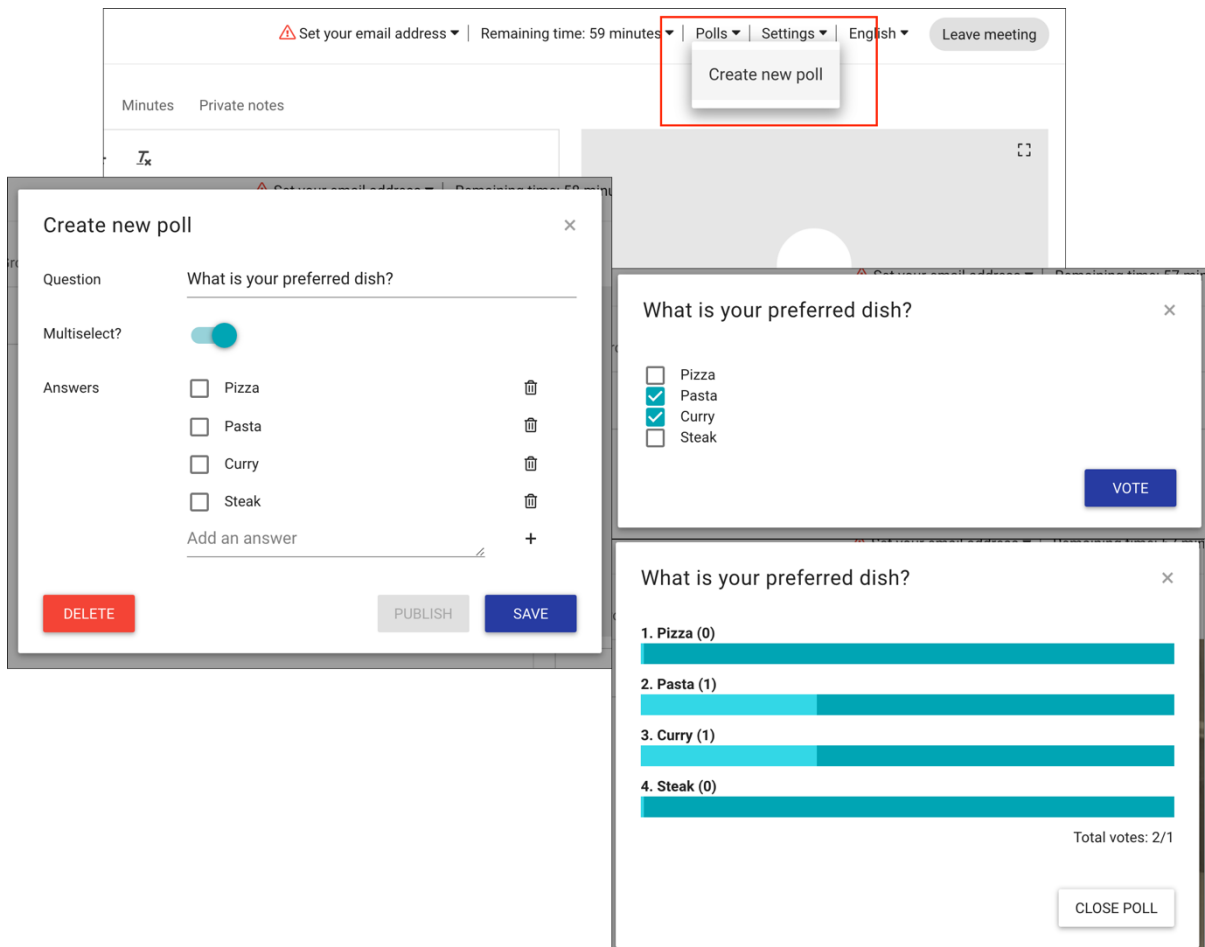 Set your email address | Remaining time: 59 minutes | Polls | Settings | English Leave meeting
Create new poll
Minutes Private notes
Create new poll ×
Question What is your preferred dish?
Multiselect?
Answers Pizza
Pasta
Curry
Steak
Add an answer +
DELETE PUBLISH SAVE
What is your preferred dish? ×
Pizza
Pasta
Curry
Steak
VOTE
What is your preferred dish? ×
1. Pizza (0)
2. Pasta (1)
3. Curry (1)
4. Steak (0)
Total votes: 2/1
CLOSE POLL